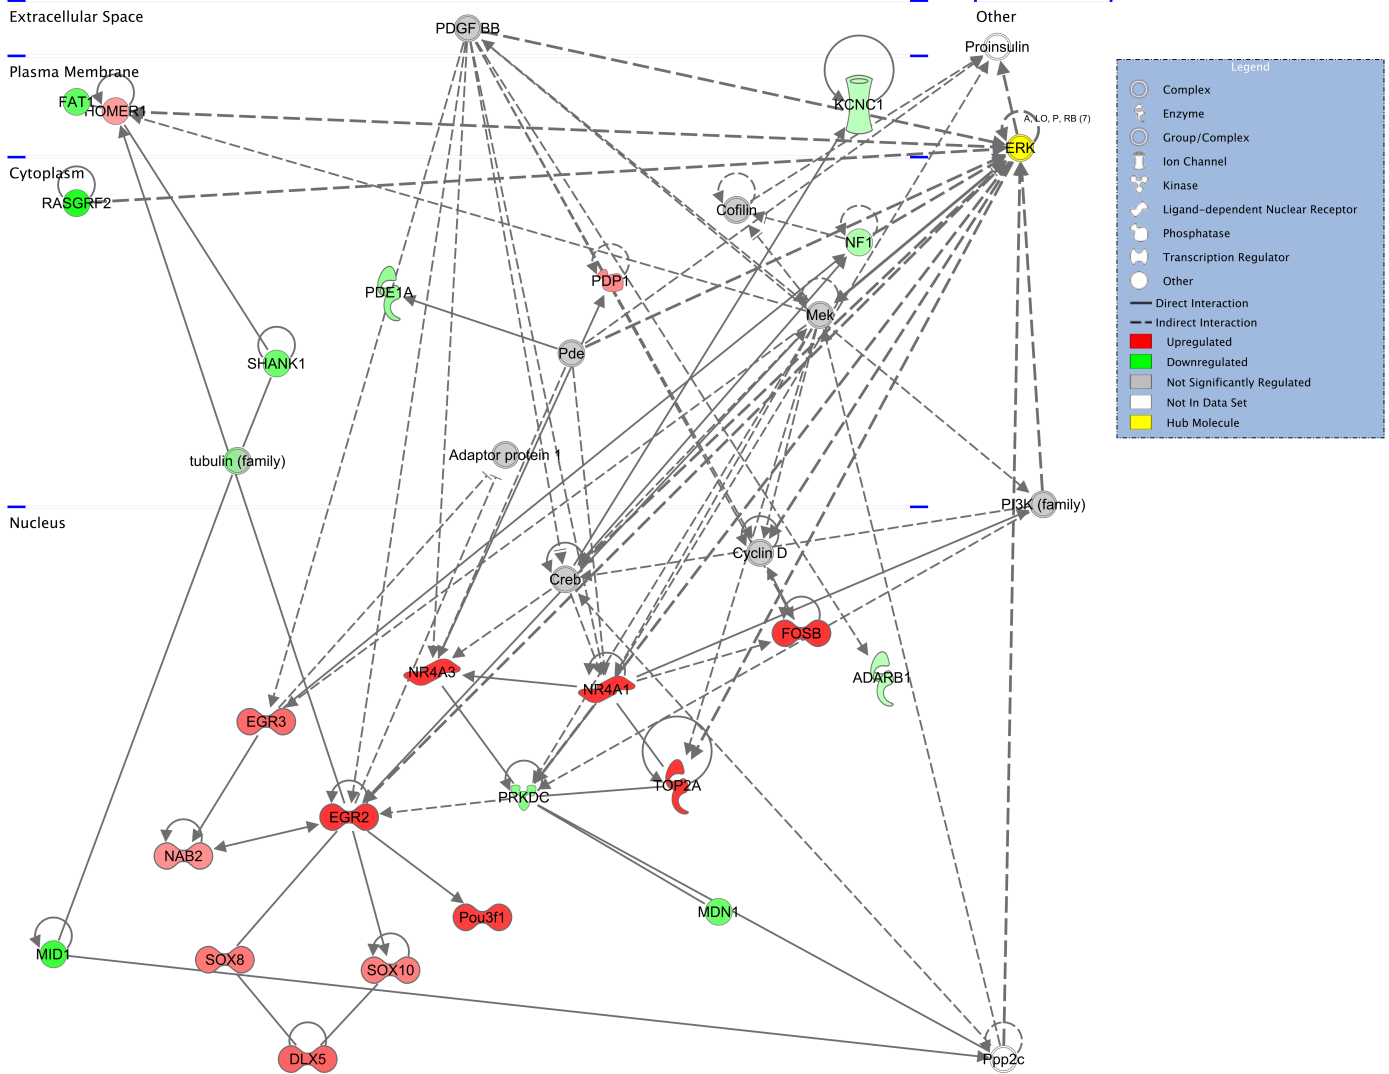 Extracellular Space
Other
PDGF BB
Proinsulin
Plasma Membrane
FAT1
HOMER1
KCNC1
A, LO, P, RB (7)
ERK
Cytoplasm
RASGRF2
Cofilin
NF1
PDE1A
PDP1
Mek
Pde
SHANK1
Adaptor protein 1
tubulin (family)
PI3K (family)
Nucleus
Cyclin D
Creb
FOSB
NR4A3
NR4A1
ADARB1
EGR3
TOP2A
PRKDC
EGR2
NAB2
Pou3f1
MDN1
MID1
SOX8
SOX10
DLX5
Ppp2c
Legend
Complex
Enzyme
Group/Complex
Ion Channel
Kinase
Ligand-dependent Nuclear Receptor
Phosphatase
Transcription Regulator
Other
Direct Interaction
Indirect Interaction
Upregulated
Downregulated
Not Significantly Regulated
Not In Data Set
Hub Molecule